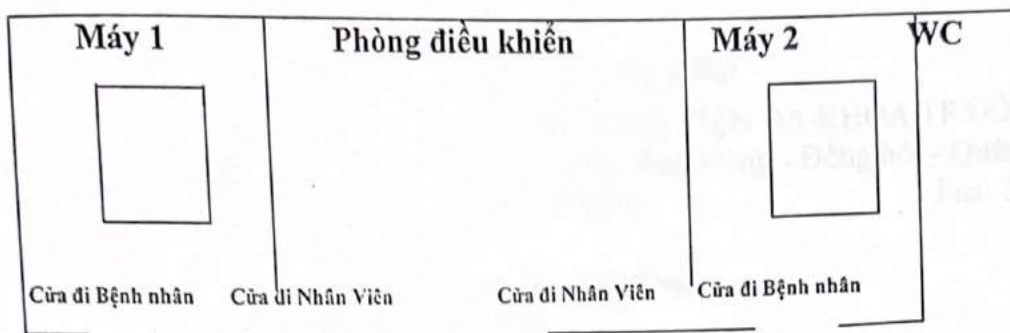 Máy 1
Phòng điều khiển
Máy 2
WC
Cửa đi Bệnh nhân
Cửa đi Nhân Viên
Cửa đi Nhân Viên
Cửa đi Bệnh nhân